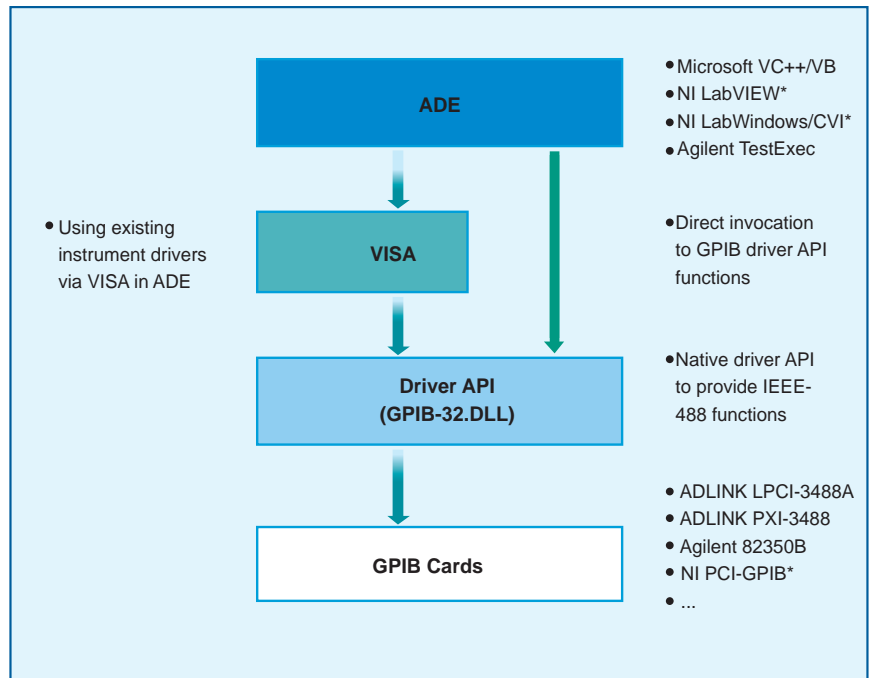 ADE
• Microsoft VC++/VB
• NI LabVIEW*
• NI LabWindows/CVI*
• Agilent TestExec
• Using existing
instrument drivers
via VISA in ADE
VISA
•Direct invocation
to GPIB driver API
functions
Driver API
(GPIB-32.DLL)
•Native driver API
to provide IEEE-
488 functions
GPIB Cards
• ADLINK LPCI-3488A
• ADLINK PXI-3488
• Agilent 82350B
• NI PCI-GPIB*
• ...